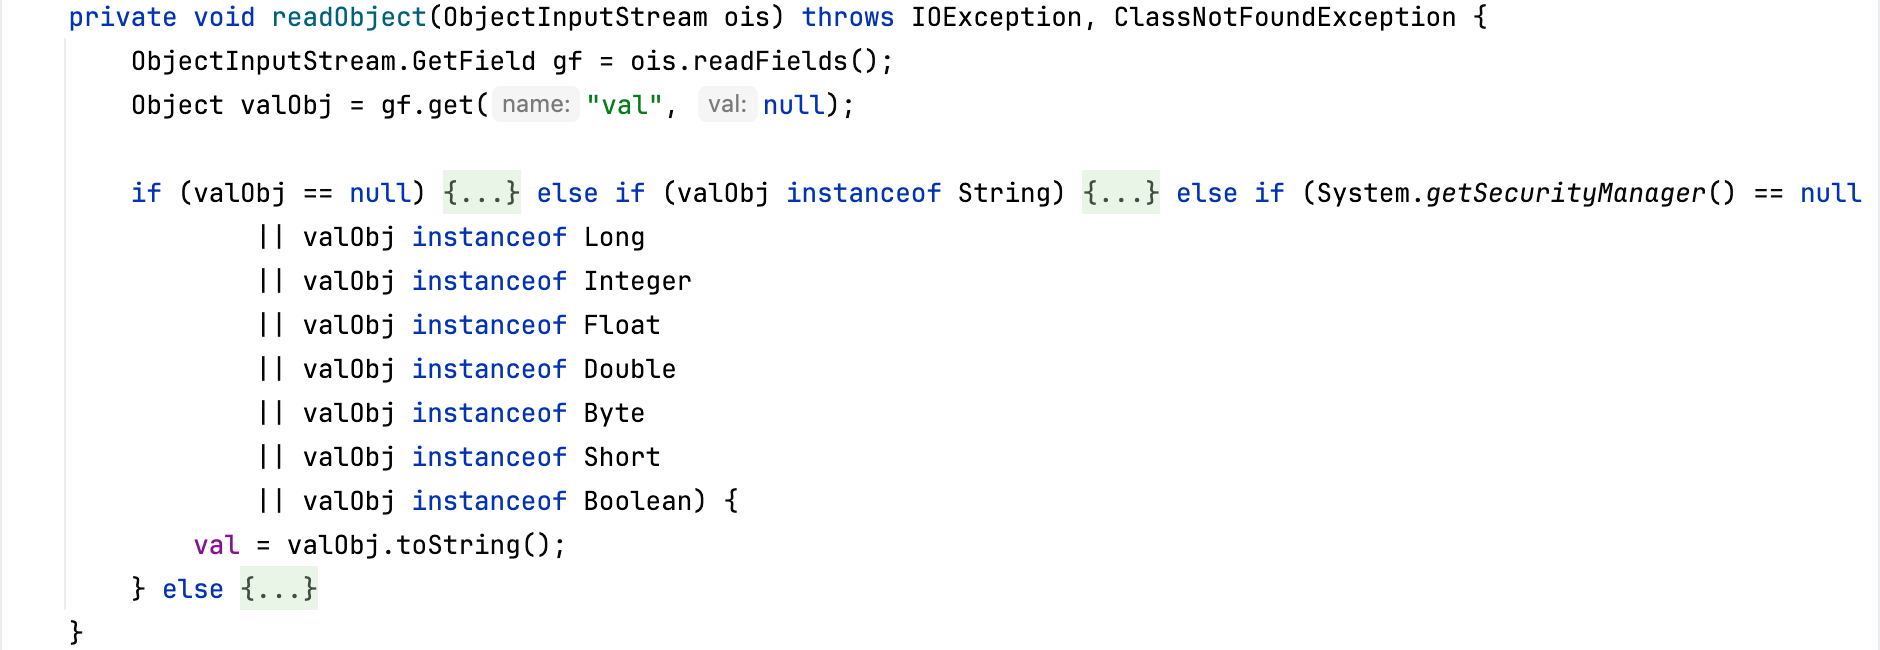 private void readObject(ObjectInputStream ois) throws IOException, ClassNotFoundException {
    ObjectInputStream.GetField gf = ois.readFields();
    Object valObj = gf.get( name: "val", val: null);

    if (valObj == null) {...} else if (valObj instanceof String) {...} else if (System.getSecurityManager() == null
            || valObj instanceof Long
            || valObj instanceof Integer
            || valObj instanceof Float
            || valObj instanceof Double
            || valObj instanceof Byte
            || valObj instanceof Short
            || valObj instanceof Boolean) {
        val = valObj.toString();
    } else {...}
}